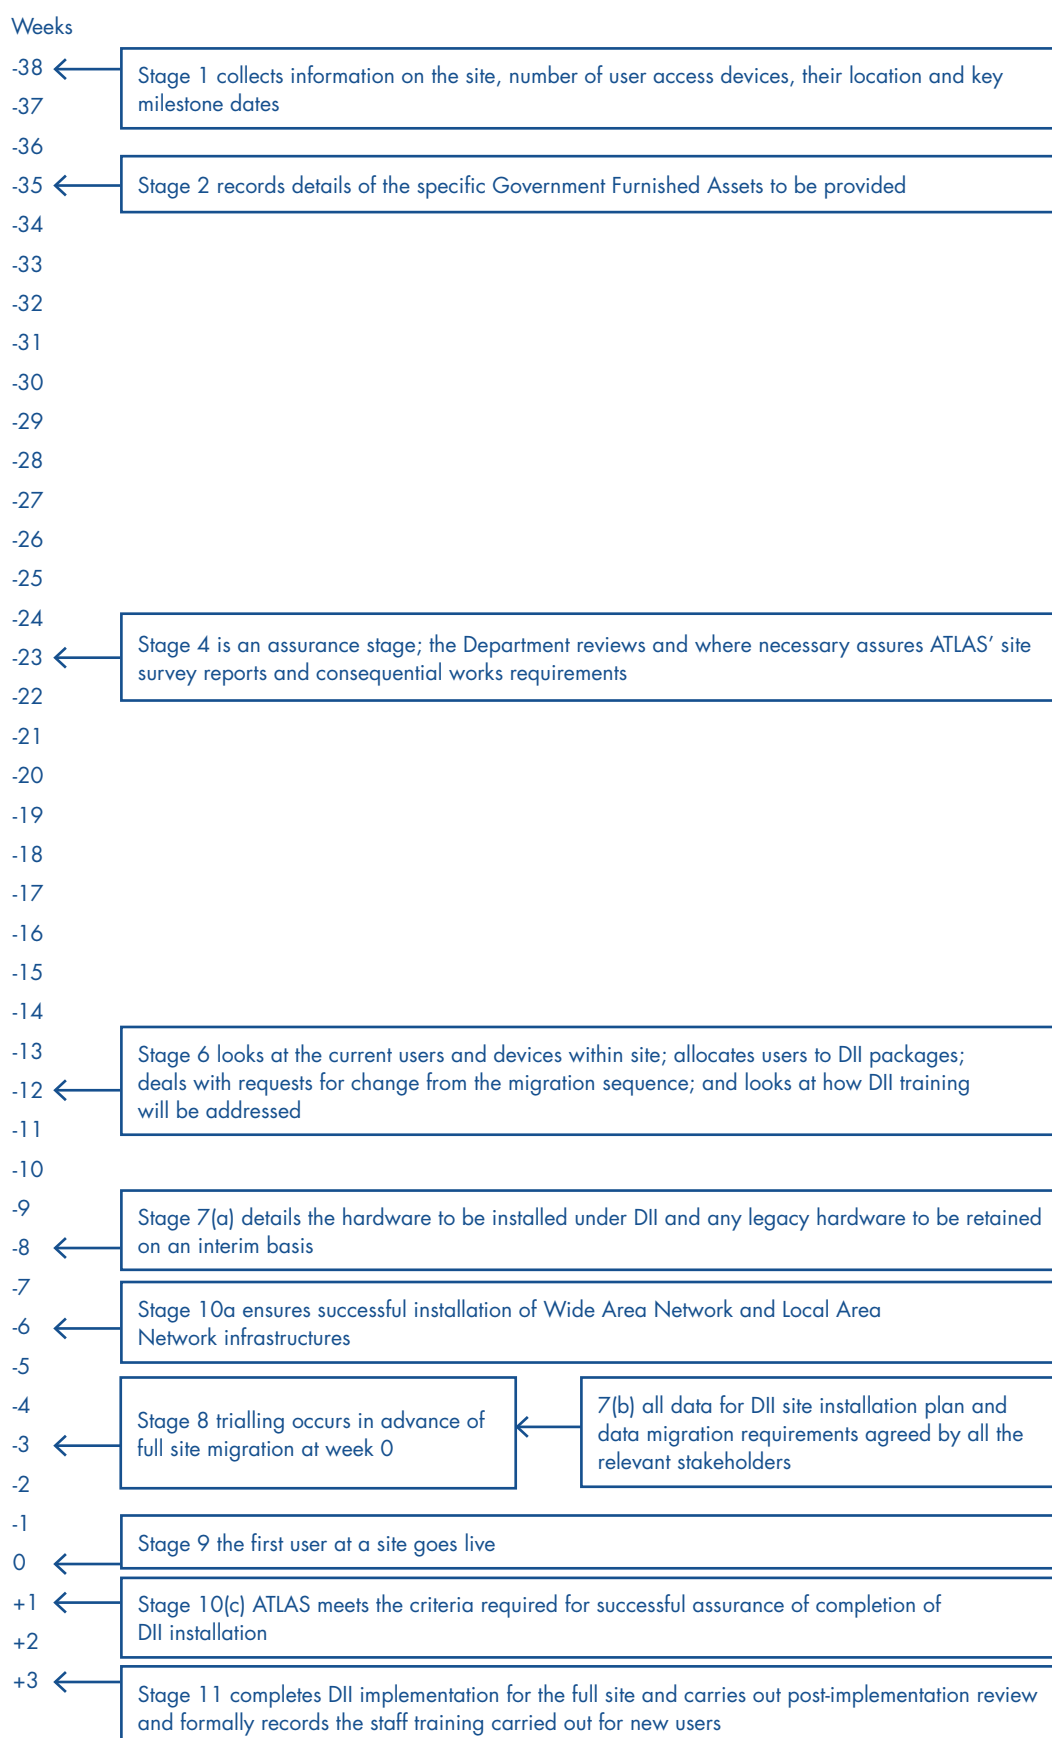 Weeks
-38
Stage 1 collects information on the site, number of user access devices, their location and key
milestone dates
-37
-36
-35
Stage 2 records details of the specific Government Furnished Assets to be provided
-34
-33
-32
-31
-30
-29
-28
-27
-26
-25
-24
Stage 4 is an assurance stage; the Department reviews and where necessary assures ATLAS’ site
survey reports and consequential works requirements
-23
-22
-21
-20
-19
-18
-17
-16
-15
-14
-13
Stage 6 looks at the current users and devices within site; allocates users to DII packages;
deals with requests for change from the migration sequence; and looks at how DII training
will be addressed
-12
-11
-10
-9
Stage 7(a) details the hardware to be installed under DII and any legacy hardware to be retained
on an interim basis
-8
-7
Stage 10a ensures successful installation of Wide Area Network and Local Area
Network infrastructures
-6
-5
-4
Stage 8 trialling occurs in advance of
full site migration at week 0
7(b) all data for DII site installation plan and
data migration requirements agreed by all the
relevant stakeholders
-3
-2
-1
Stage 9 the first user at a site goes live
0
+1
Stage 10(c) ATLAS meets the criteria required for successful assurance of completion of
DII installation
+2
+3
Stage 11 completes DII implementation for the full site and carries out post-implementation review
and formally records the staff training carried out for new users